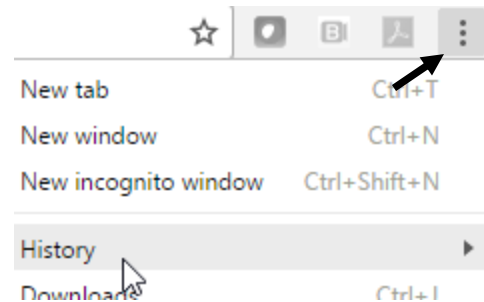 B
New tab Ctrl+T
New window Ctrl+N
New incognito window Ctrl+Shift+N
History
Downloads Ctrl+J